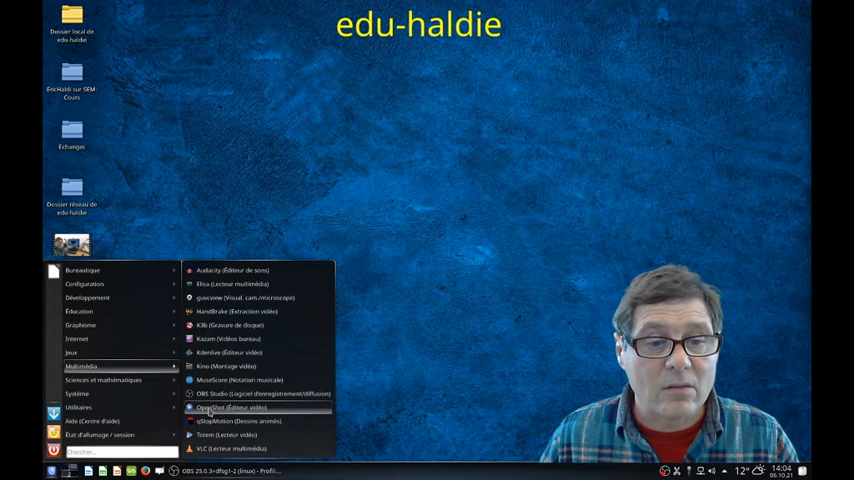 edu-haldie
Dossier local de
edu-haldie
EricHaldi sur SEM-
Cours
Echanges
Dossier réseau de
edu-haldie
Bureautique
Configuration
Développement
Éducation
Graphisme
Internet
Jeux
Multimédia
Sciences et mathématiques
Système
Utilitaires
Aide (Centre d'aide)
État d'allumage / session
Chercher...
Audacity (Éditeur de sons)
Elisa (Lecteur multimédia)
guvcview (Visual. cam./microscope)
HandBrake (Extraction vidéo)
K3b (Gravure de disque)
Kazam (Vidéos bureau)
Kdenlive (Éditeur vidéo)
Kino (Montage vidéo)
MuseScore (Notation musicale)
OBS Studio (Logiciel d'enregistrement/diffusion)
OpenShot (Éditeur vidéo)
qStopMotion (Dessins animés)
Totem (Lecteur vidéo)
VLC (Lecteur multimédia)
OBS 25.0.3+dfsg1-2 (linux) - Profil:...
12°
14:04
06.10.21